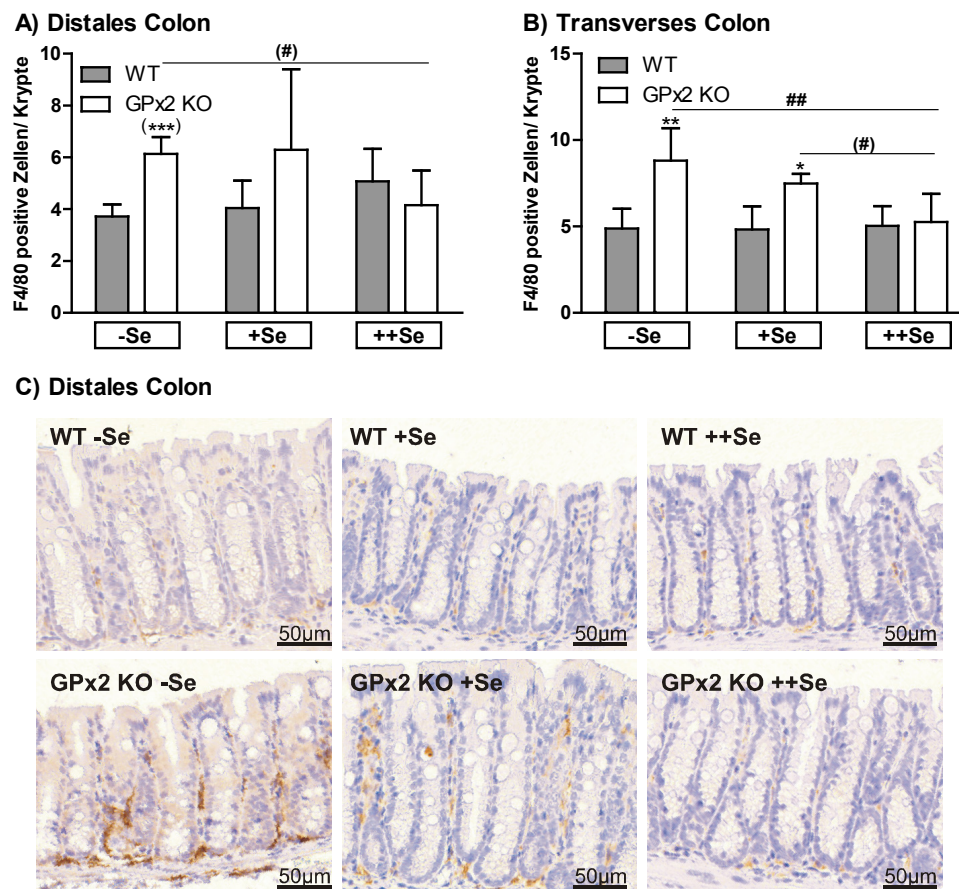 A) Distales Colon
F4/80 positive Zellen/ Krypte
10
8
6
4
2
0
WT
GPx2 KO
(***)
(#)
-Se
+Se
++Se
B) Transverses Colon
F4/80 positive Zellen/ Krypte
15
10
5
0
WT
GPx2 KO
##
**
(#)
*
-Se
+Se
++Se
C) Distales Colon
WT -Se
50µm
WT +Se
50µm
WT ++Se
50µm
GPx2 KO -Se
50µm
GPx2 KO +Se
50µm
GPx2 KO ++Se
50µm